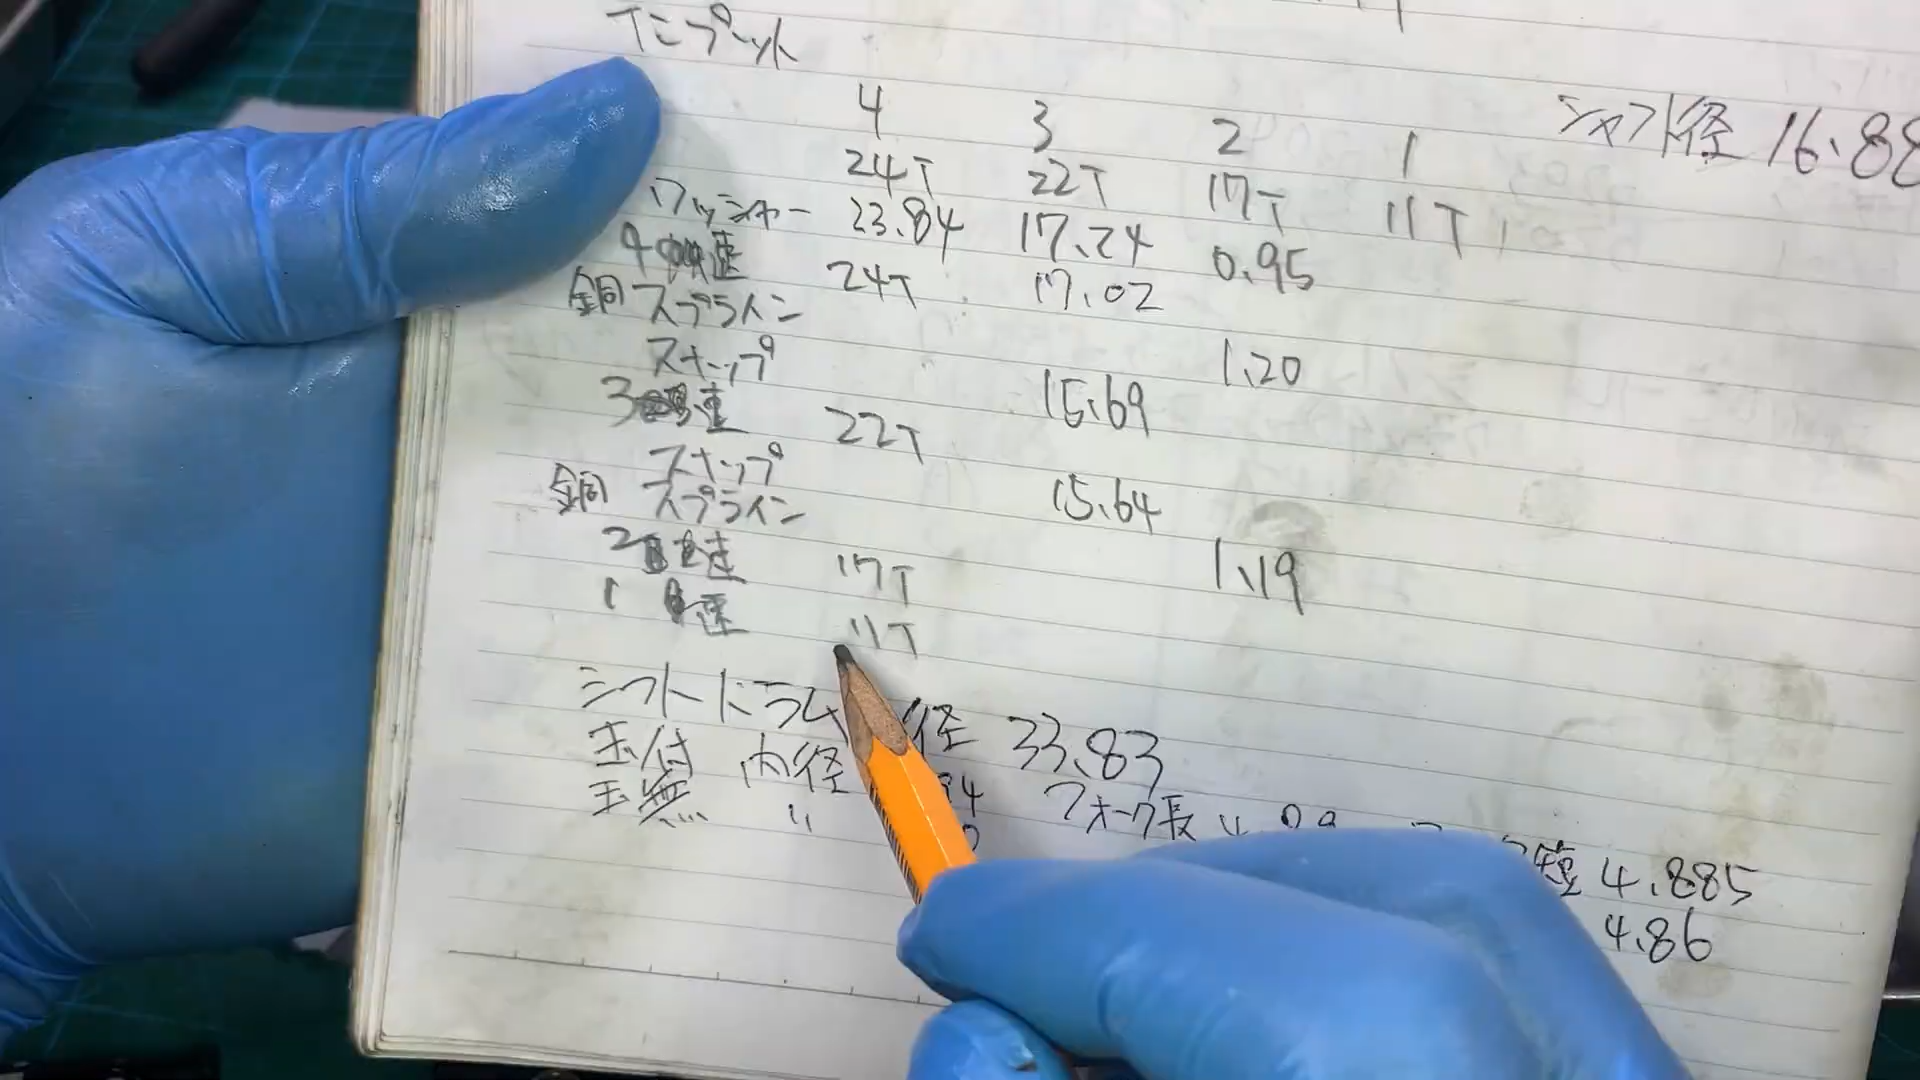 インプット
4 3 2 1
シャフト径 16.88
24T 22T 17T 11T
ワッシャー 23.84 17.24 0.95
4速 24T 17.02
銅 スプライン
スナップ 1.20
3速 22T 15.69
スナップ
銅 スプライン 15.64
2速 17T 1.19
1速 11T
シフトドラム 径 33.83
玉付 内径 フォーク長 4.885
玉無 〃 4.86